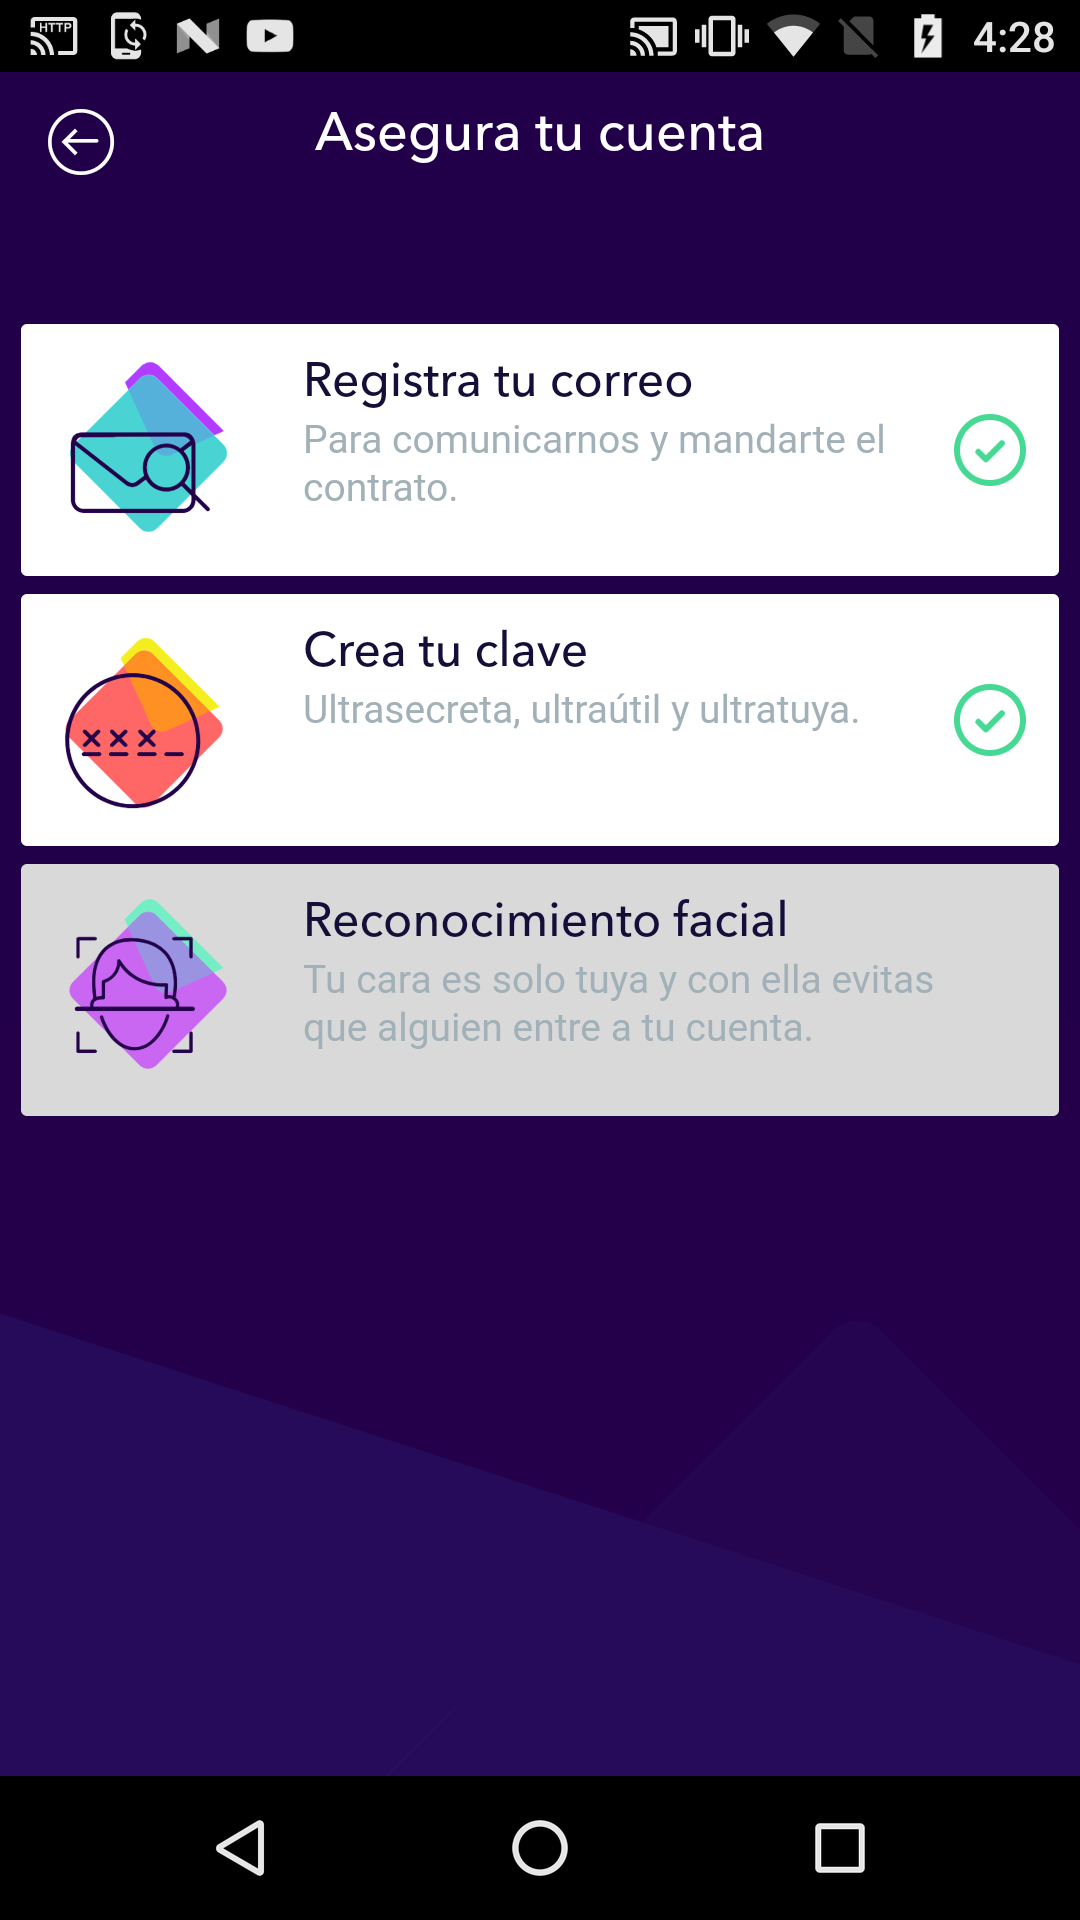 HTTP
4:28
Asegura tu cuenta
Registra tu correo
Para comunicarnos y mandarte el
contrato.
Crea tu clave
Ultrasecreta, ultraútil y ultratuya.
Reconocimiento facial
Tu cara es solo tuya y con ella evitas
que alguien entre a tu cuenta.